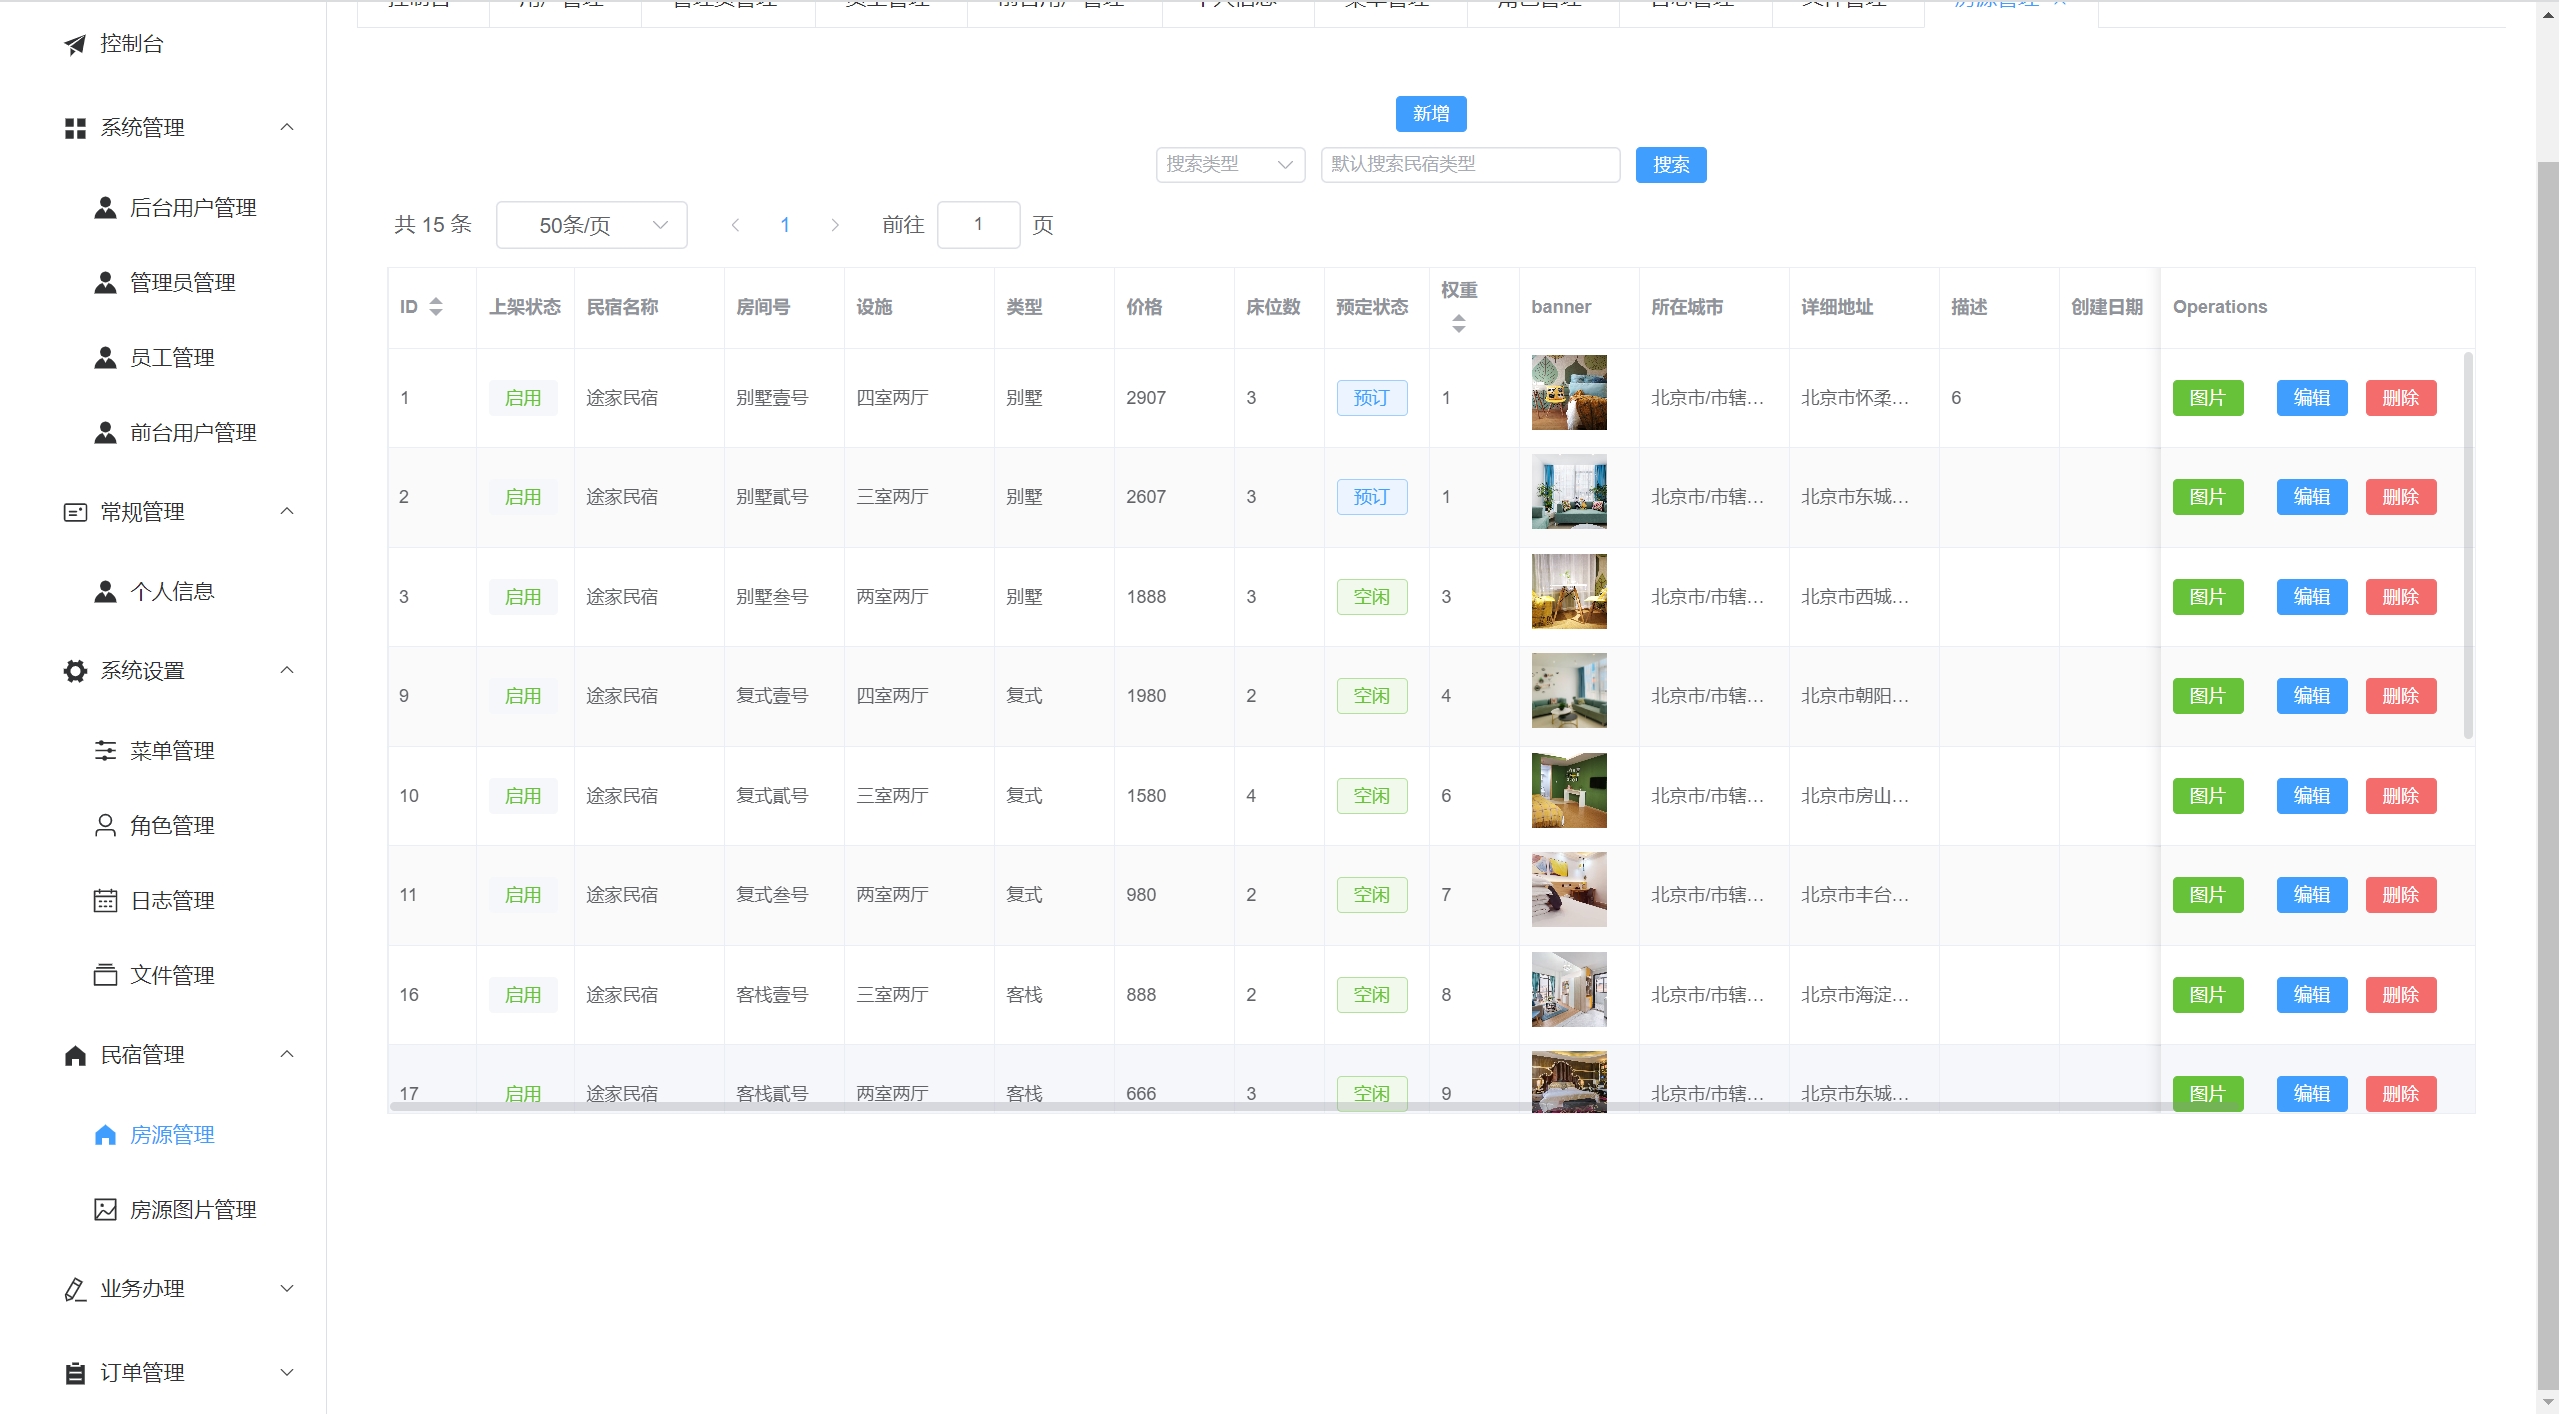 控制台
系统管理
后台用户管理
管理员管理
员工管理
前台用户管理
常规管理
个人信息
系统设置
菜单管理
角色管理
日志管理
文件管理
民宿管理
房源管理
房源图片管理
业务办理
订单管理
新增
搜索类型 默认搜索民宿类型 搜索
共 15 条 50条/页 1 前往 1 页
ID 上架状态 民宿名称 房间号 设施 类型 价格 床位数 预定状态 权重 banner 所在城市 详细地址 描述 创建日期 Operations
1 启用 途家民宿 别墅壹号 四室两厅 别墅 2907 3 预订 1 北京市/市辖... 北京市怀柔... 6 图片 编辑 删除
2 启用 途家民宿 别墅貳号 三室两厅 别墅 2607 3 预订 1 北京市/市辖... 北京市东城... 图片 编辑 删除
3 启用 途家民宿 别墅叁号 两室两厅 别墅 1888 3 空闲 3 北京市/市辖... 北京市西城... 图片 编辑 删除
9 启用 途家民宿 复式壹号 四室两厅 复式 1980 2 空闲 4 北京市/市辖... 北京市朝阳... 图片 编辑 删除
10 启用 途家民宿 复式貳号 三室两厅 复式 1580 4 空闲 6 北京市/市辖... 北京市房山... 图片 编辑 删除
11 启用 途家民宿 复式叁号 两室两厅 复式 980 2 空闲 7 北京市/市辖... 北京市丰台... 图片 编辑 删除
16 启用 途家民宿 客栈壹号 三室两厅 客栈 888 2 空闲 8 北京市/市辖... 北京市海淀... 图片 编辑 删除
17 启用 途家民宿 客栈貳号 两室两厅 客栈 666 3 空闲 9 北京市/市辖... 北京市东城... 图片 编辑 删除